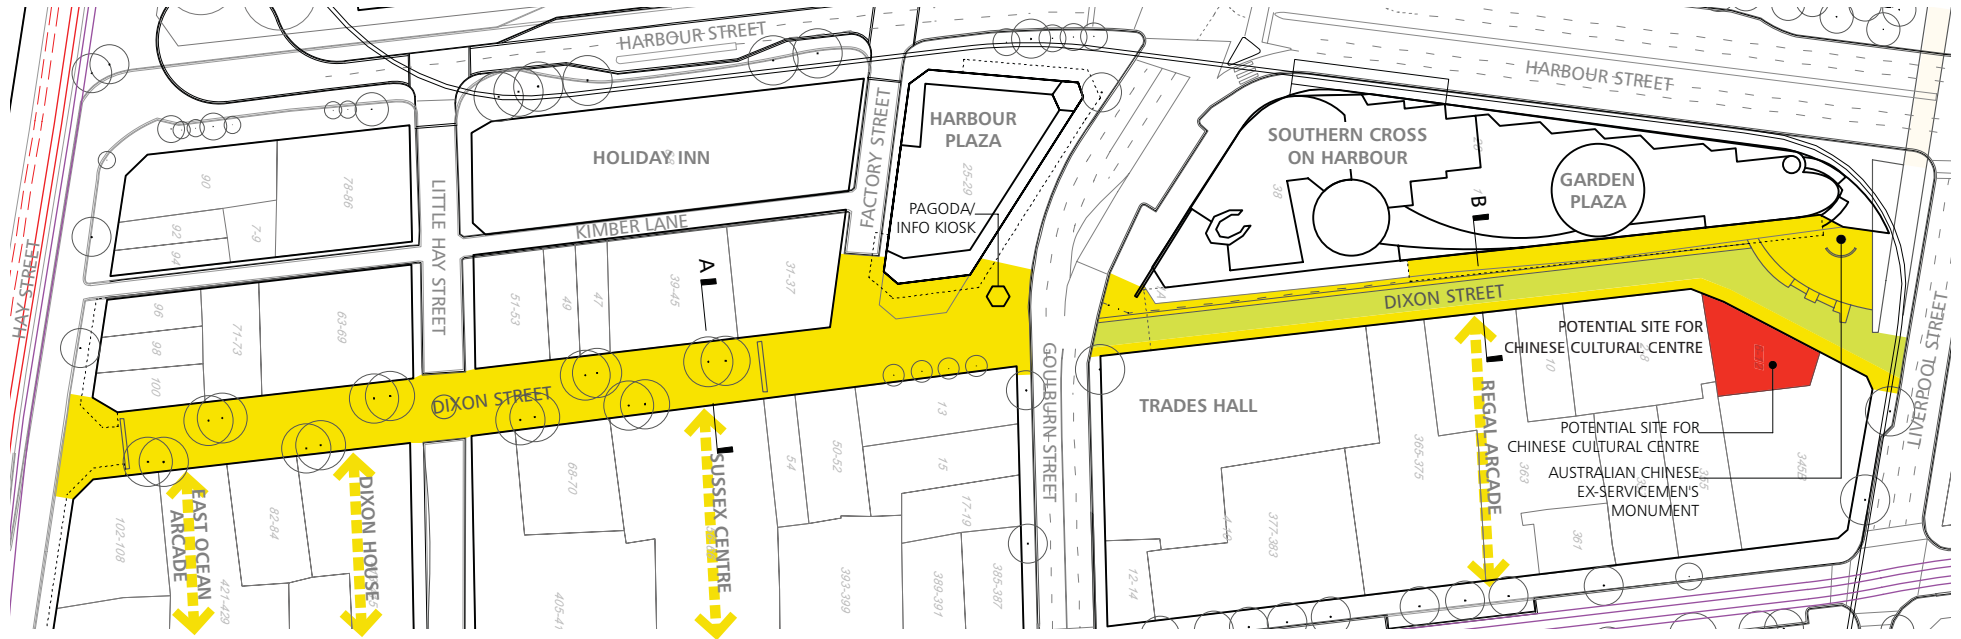 HARBOUR STREET
HARBOUR STREET
HARBOUR
PLAZA
SOUTHERN CROSS
ON HARBOUR
HOLIDAY INN
FACTORY STREET
GARDEN
PLAZA
90
78-86
LITTLE HAY STREET
25-29
38
PAGODA/
INFO KIOSK
KIMBER LANE
92
7-9
94
B
A
HAY STREET
51-53
49
47
39-45
31-37
DIXON STREET
96
71-73
63-69
98
100
POTENTIAL SITE FOR
CHINESE CULTURAL CENTRE
LIVERPOOL STREET
GOULBURN STREET
DIXON STREET
TRADES HALL
REGAL ARCADE
10
13
POTENTIAL SITE FOR
CHINESE CULTURAL CENTRE
AUSTRALIAN CHINESE
EX-SERVICEMEN'S
MONUMENT
54
50-52
15
68-70
365-375
363
17-19
EAST OCEAN
ARCADE
DIXON HOUSE
SUSSEX CENTRE
102-108
82-84
377-383
361
12-14
421-429
393-399
389-391
385-387